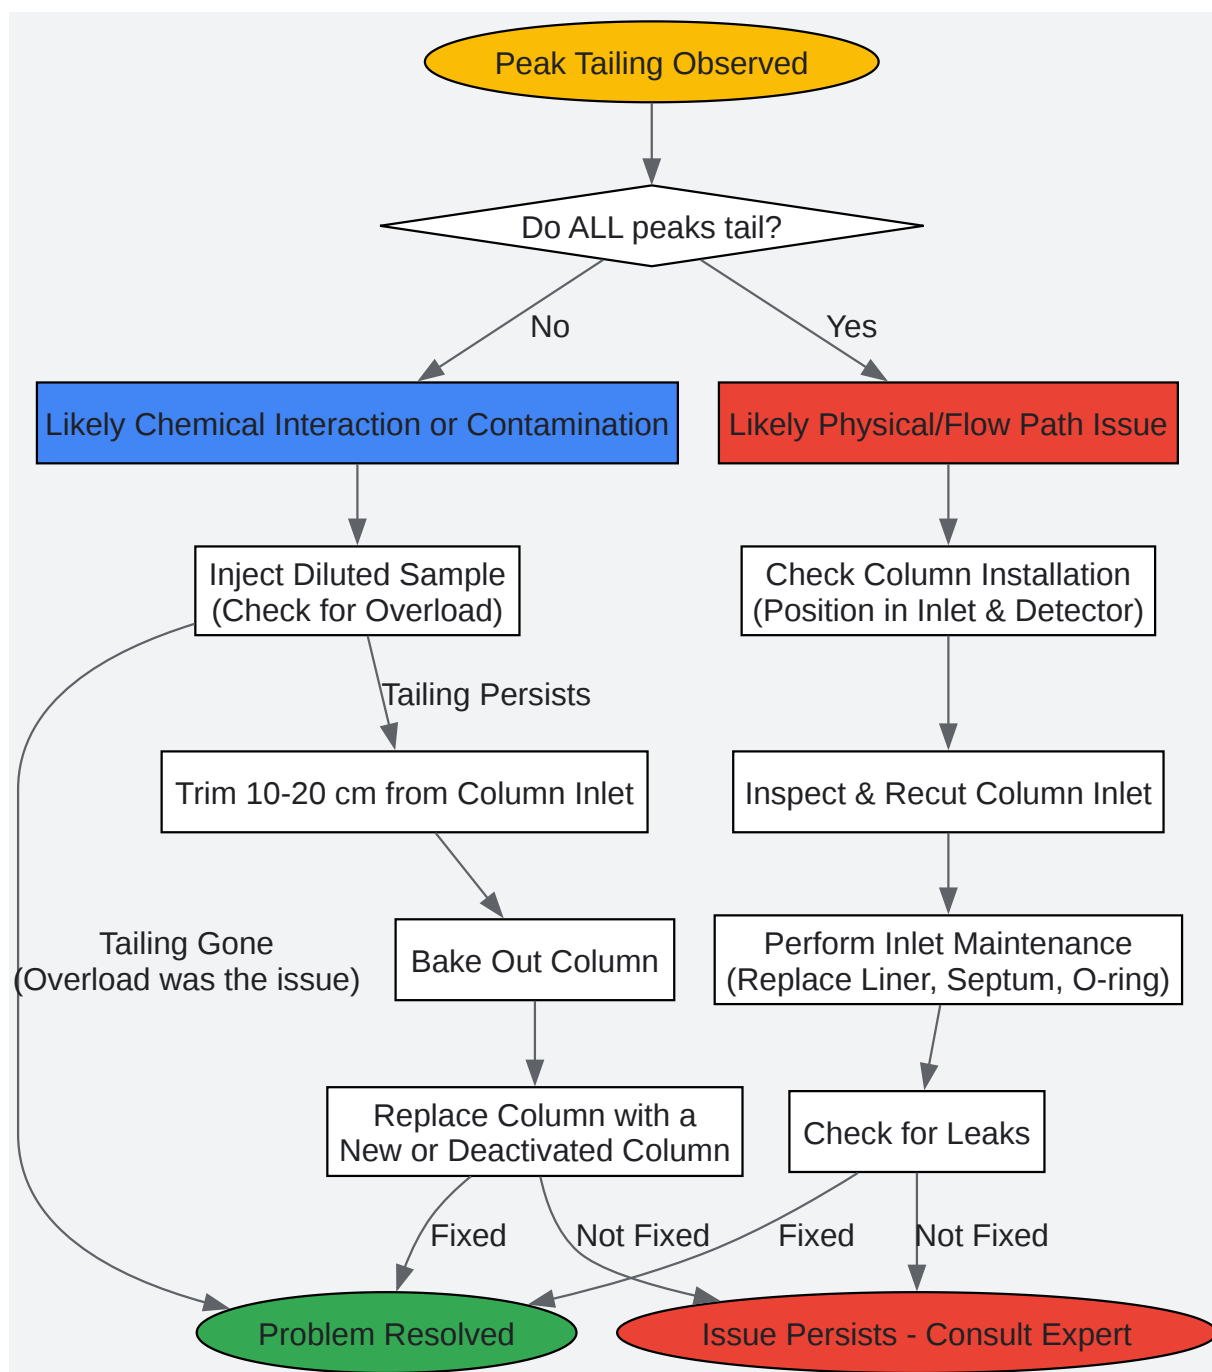 Peak Tailing Observed
Do ALL peaks tail?
No
Yes
Likely Chemical Interaction or Contamination
Likely Physical/Flow Path Issue
Inject Diluted Sample
(Check for Overload)
Check Column Installation
(Position in Inlet & Detector)
Tailing Persists
Trim 10-20 cm from Column Inlet
Inspect & Recut Column Inlet
Tailing Gone
(Overload was the issue)
Bake Out Column
Perform Inlet Maintenance
(Replace Liner, Septum, O-ring)
Replace Column with a
New or Deactivated Column
Check for Leaks
Fixed
Not Fixed
Fixed
Not Fixed
Problem Resolved
Issue Persists - Consult Expert